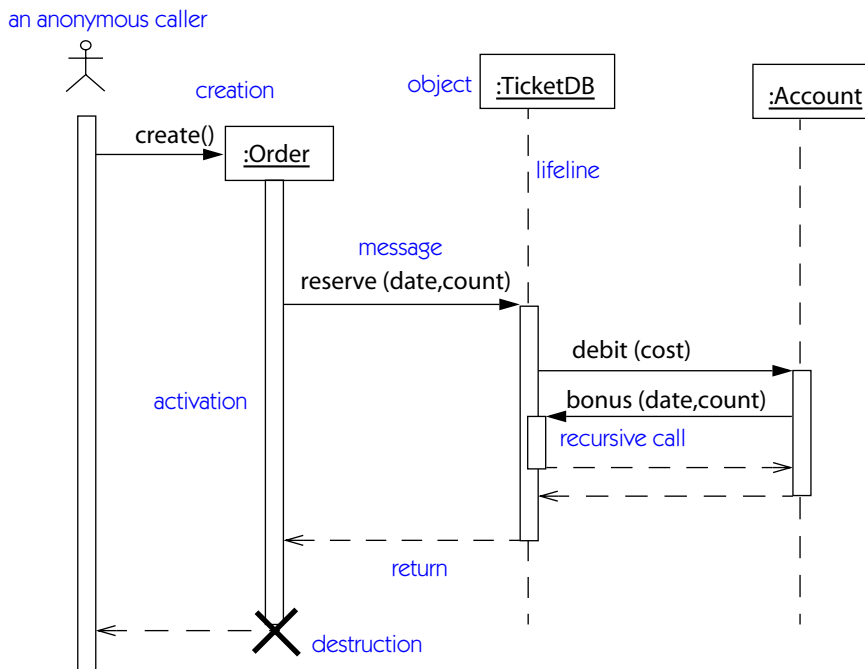 an anonymous caller
creation
object
:TicketDB
:Account
create()
:Order
lifeline
message
reserve (date,count)
debit (cost)
activation
bonus (date,count)
recursive call
return
destruction